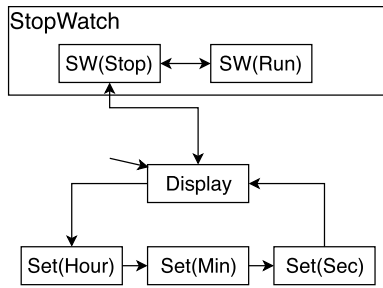 StopWatch
SW(Stop) SW(Run)
Display
Set(Hour) Set(Min) Set(Sec)